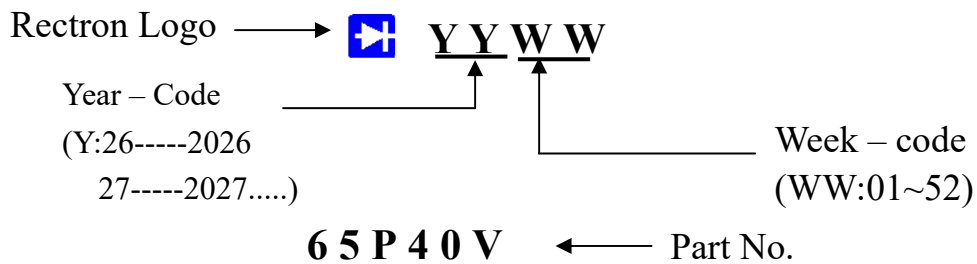 Rectron Logo
Y Y W W
Year – Code
(Y:26-----2026
27-----2027.....)
Week – code
(WW:01~52)
6 5 P 4 0 V
Part No.